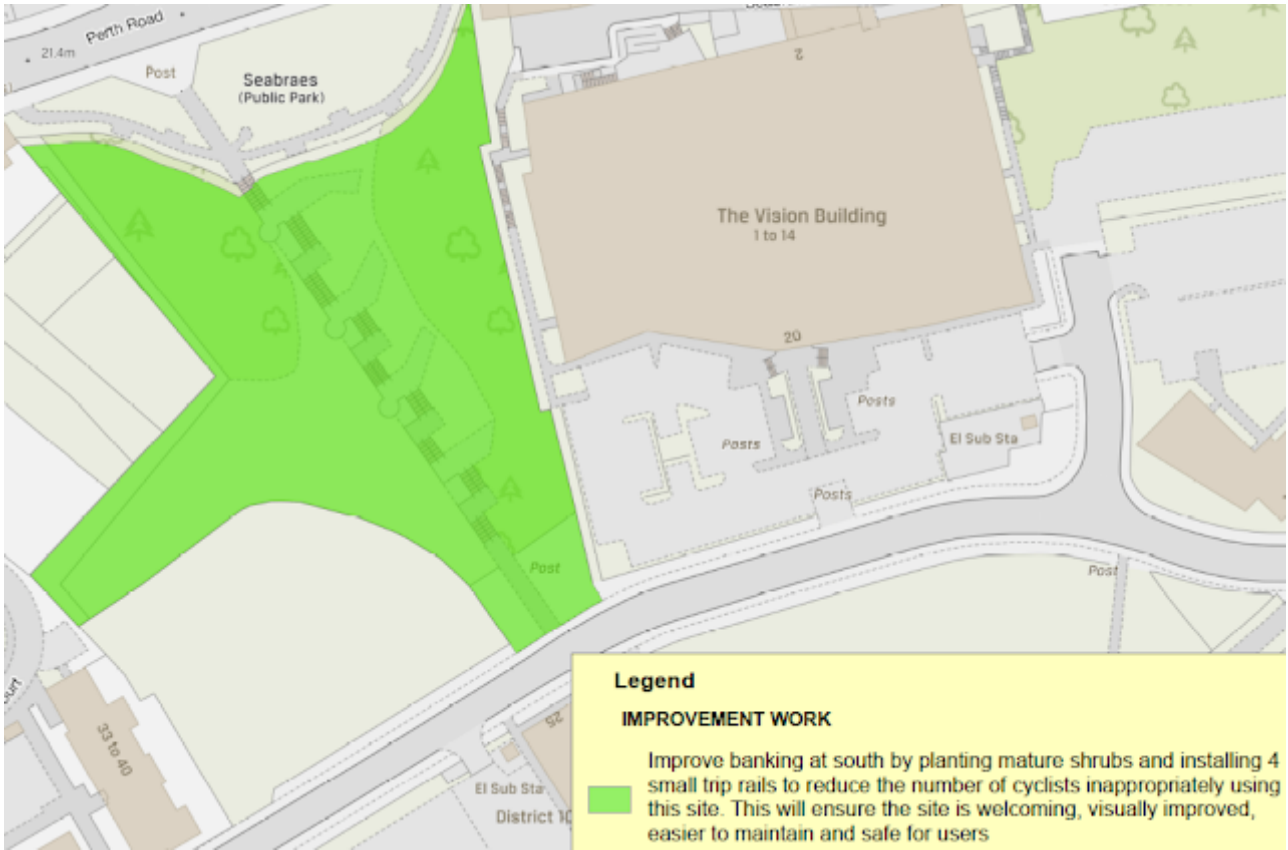 Perth Road
21.4m
Post
Seabraes
(Public Park)
2
The Vision Building
1 to 14
20
Posts
Posts
El Sub Sta
Posts
Post
Post
33 to 40
25
El Sub Sta
District 10
Legend
IMPROVEMENT WORK
Improve banking at south by planting mature shrubs and installing 4
small trip rails to reduce the number of cyclists inappropriately using
this site. This will ensure the site is welcoming, visually improved,
easier to maintain and safe for users